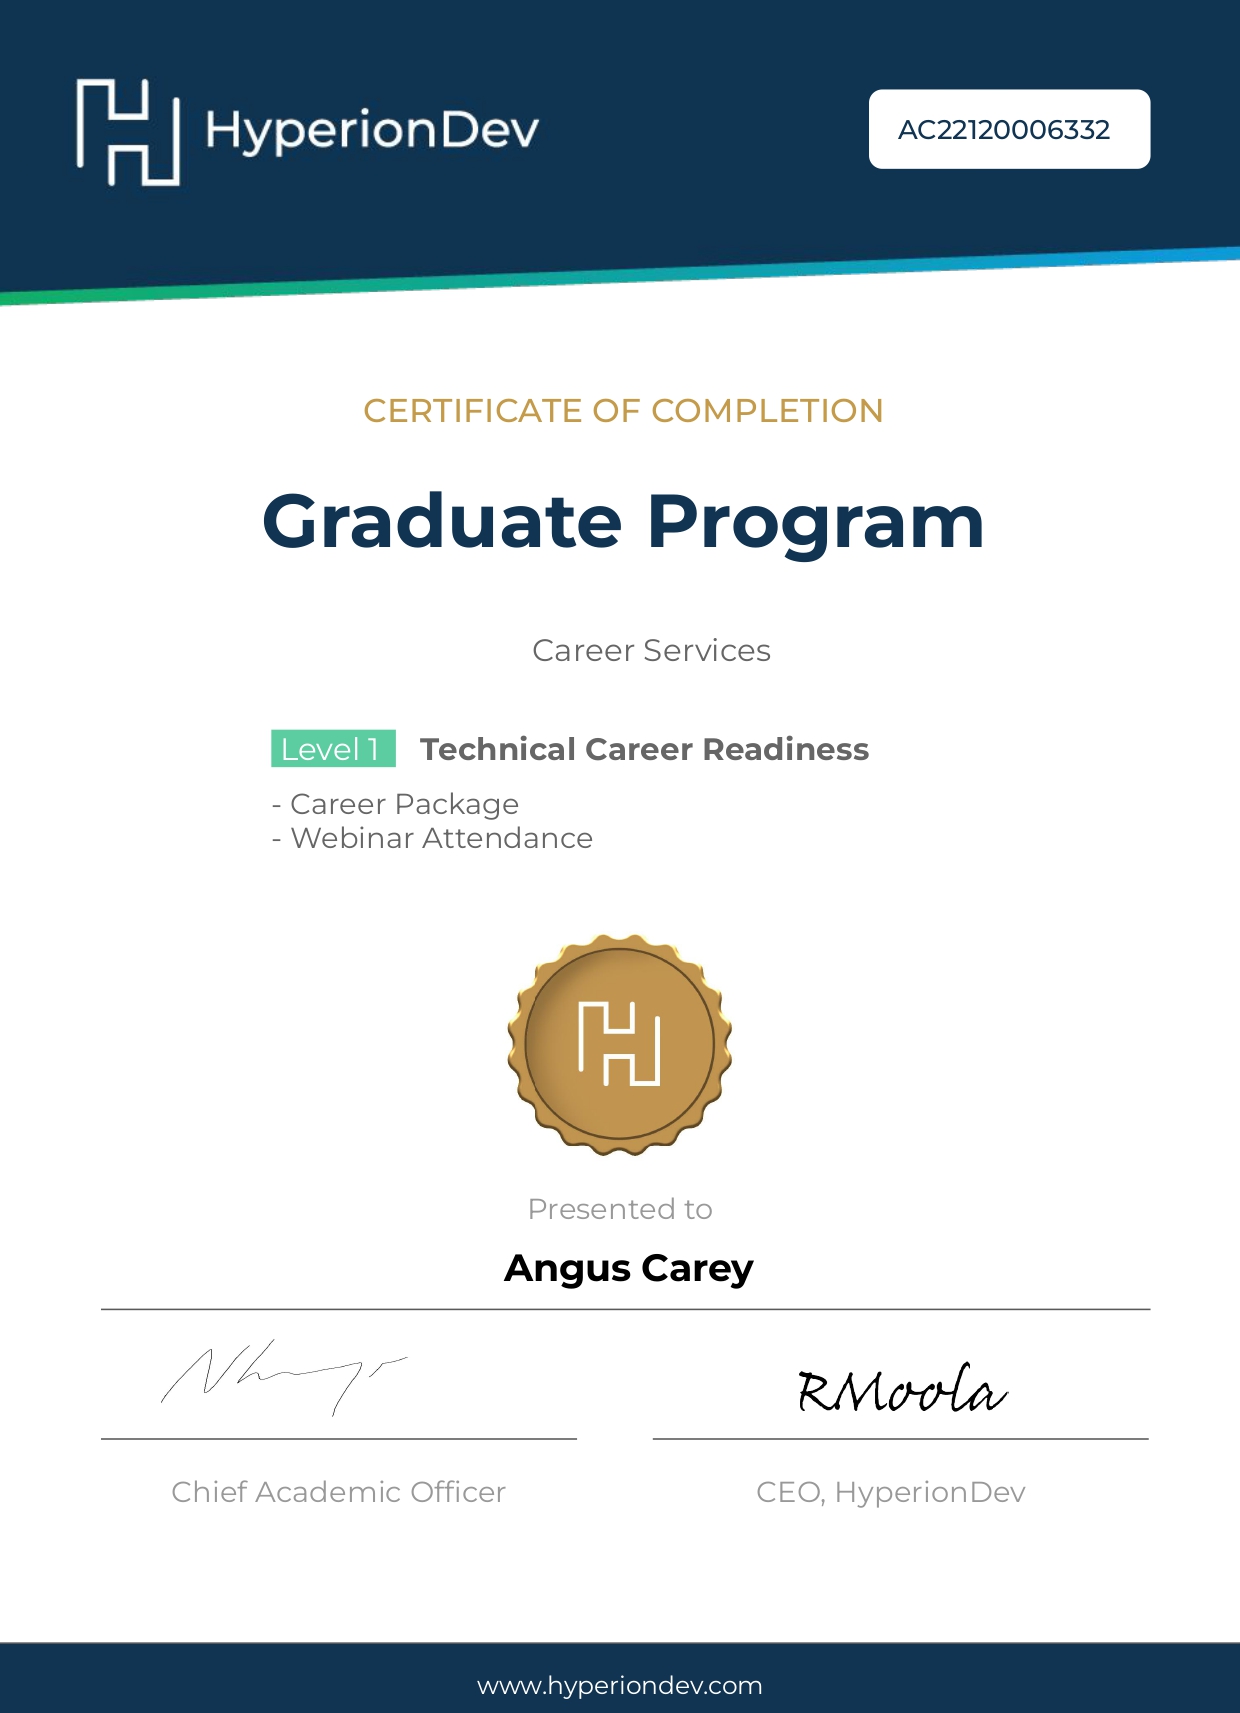 HyperionDev
AC22120006332
CERTIFICATE OF COMPLETION
Graduate Program
Career Services
Level 1 Technical Career Readiness
- Career Package
- Webinar Attendance
Presented to
Angus Carey
RMoola
Chief Academic Officer
CEO, HyperionDev
www.hyperiondev.com